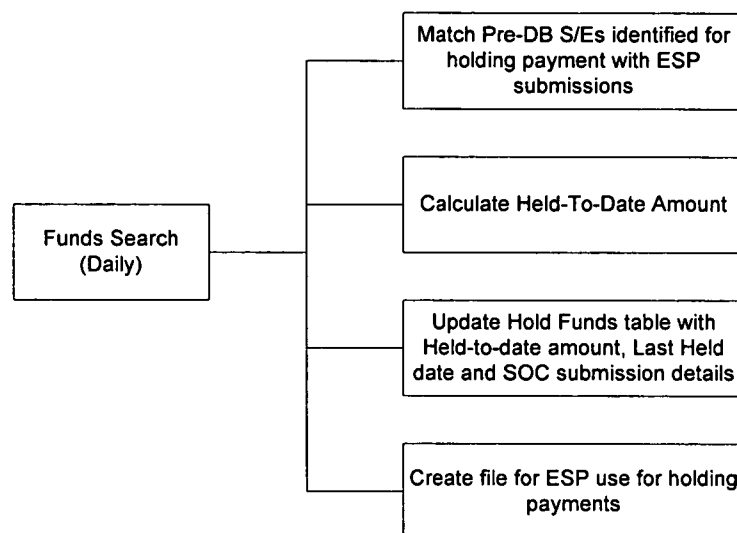 Match Pre-DB S/Es identified for
holding payment with ESP
submissions
Calculate Held-To-Date Amount
Funds Search
(Daily)
Update Hold Funds table with
Held-to-date amount, Last Held
date and SOC submission details
Create file for ESP use for holding
payments